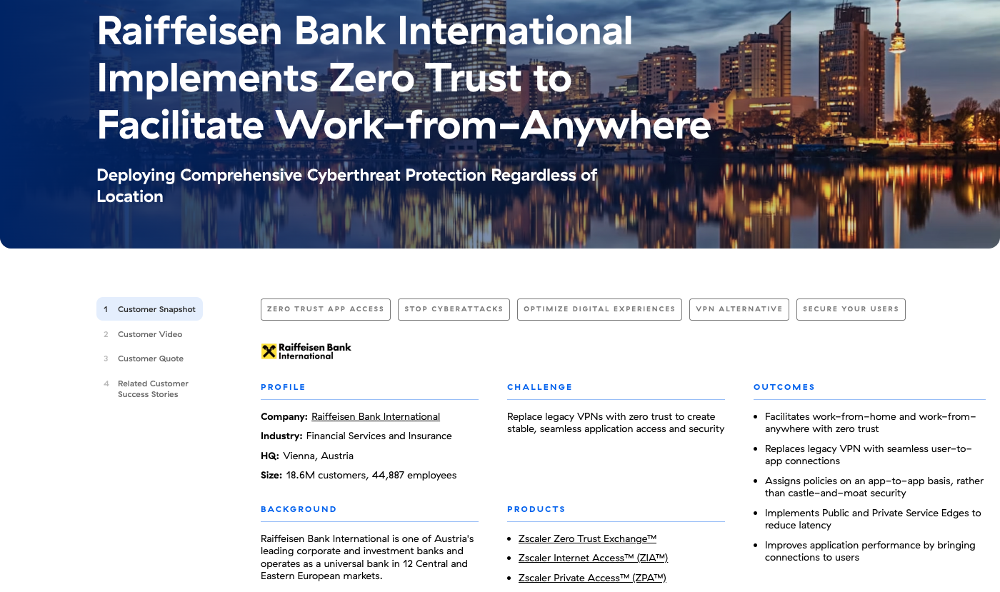 Raiffeisen Bank International
Implements Zero Trust to
Facilitate Work-from-Anywhere
Deploying Comprehensive Cyberthreat Protection Regardless of
Location
1 Customer Snapshot
2 Customer Video
3 Customer Quote
4 Related Customer
Success Stories
ZERO TRUST APP ACCESS
STOP CYBERATTACKS
OPTIMIZE DIGITAL EXPERIENCES
VPN ALTERNATIVE
SECURE YOUR USERS
Raiffeisen Bank
International
PROFILE
Company: Raiffeisen Bank International
Industry: Financial Services and Insurance
HQ: Vienna, Austria
Size: 18.6M customers, 44,887 employees
CHALLENGE
Replace legacy VPNs with zero trust to create
stable, seamless application access and security
OUTCOMES
• Facilitates work-from-home and work-from-
anywhere with zero trust
• Replaces legacy VPN with seamless user-to-
app connections
• Assigns policies on an app-to-app basis, rather
than castle-and-moat security
• Implements Public and Private Service Edges to
reduce latency
• Improves application performance by bringing
connections to users
BACKGROUND
Raiffeisen Bank International is one of Austria's
leading corporate and investment banks and
operates as a universal bank in 12 Central and
Eastern European markets.
PRODUCTS
• Zscaler Zero Trust Exchange™
• Zscaler Internet Access™ (ZIA™)
• Zscaler Private Access™ (ZPA™)